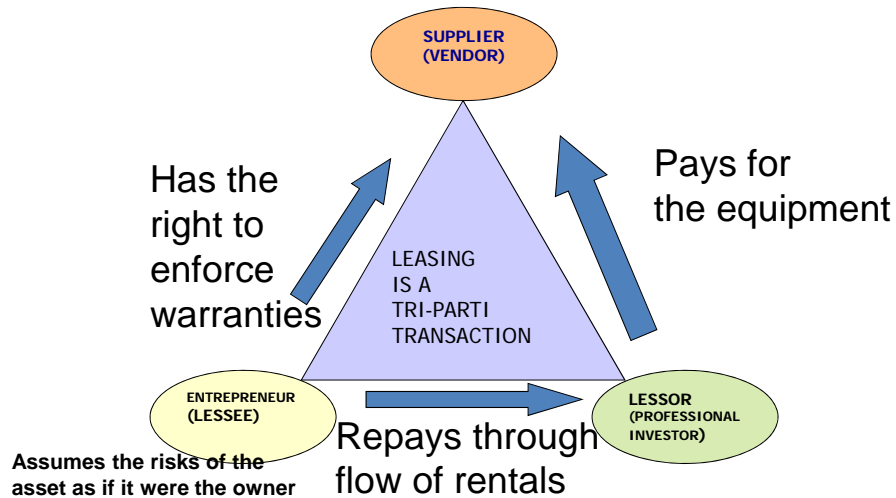 SUPPLIER
(VENDOR)
Has the
right to
enforce
warranties
Pays for
the equipment
LEASING
IS A
TRI-PARTI
TRANSACTION
ENTREPRENEUR
(LESSEE)
LESSOR
(PROFESSIONAL
INVESTOR)
Repays through
flow of rentals
Assumes the risks of the
asset as if it were the owner